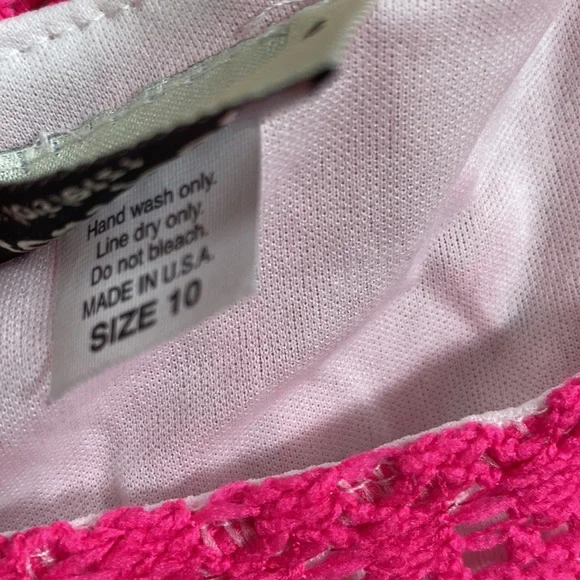 Hand wash only.
Line dry only.
Do not bleach.
MADE IN U.S.A.
SIZE 10